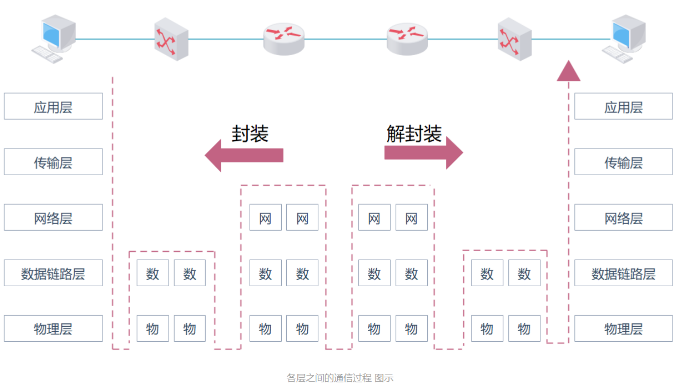 封装 解封装
应用层 应用层
传输层 传输层
网络层 网 网 网 网 网络层
数据链路层 数 数 数 数 数 数 数 数 数据链路层
物理层 物 物 物 物 物 物 物 物 物理层
各层之间的通信过程 图示